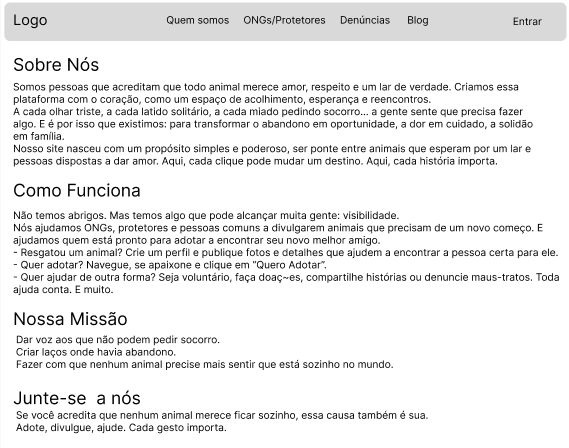 Logo
Quem somos ONGs/Protetores Denúncias Blog
Entrar
Sobre Nós
Somos pessoas que acreditam que todo animal merece amor, respeito e um lar de verdade. Criamos essa
plataforma com o coração, como um espaço de acolhimento, esperança e reencontros.
A cada olhar triste, a cada latido solitário, a cada miado pedindo socorro... a gente sente que precisa fazer
algo. E é por isso que existimos: para transformar o abandono em oportunidade, a dor em cuidado, a solidão
em família.
Nosso site nasceu com um propósito simples e poderoso, ser ponte entre animais que esperam por um lar e
pessoas dispostas a dar amor. Aqui, cada clique pode mudar um destino. Aqui, cada história importa.
Como Funciona
Não temos abrigos. Mas temos algo que pode alcançar muita gente: visibilidade.
Nós ajudamos ONGs, protetores e pessoas comuns a divulgarem animais que precisam de um novo começo. E
ajudamos quem está pronto para adotar a encontrar seu novo melhor amigo.
- Resgatou um animal? Crie um perfil e publique fotos e detalhes que ajudem a encontrar a pessoa certa para ele.
- Quer adotar? Navegue, se apaixone e clique em “Quero Adotar”.
- Quer ajudar de outra forma? Seja voluntário, faça doaç~es, compartilhe histórias ou denuncie maus-tratos. Toda
ajuda conta. E muito.
Nossa Missão
Dar voz aos que não podem pedir socorro.
Criar laços onde havia abandono.
Fazer com que nenhum animal precise mais sentir que está sozinho no mundo.
Junte-se a nós
Se você acredita que nenhum animal merece ficar sozinho, essa causa também é sua.
Adote, divulgue, ajude. Cada gesto importa.